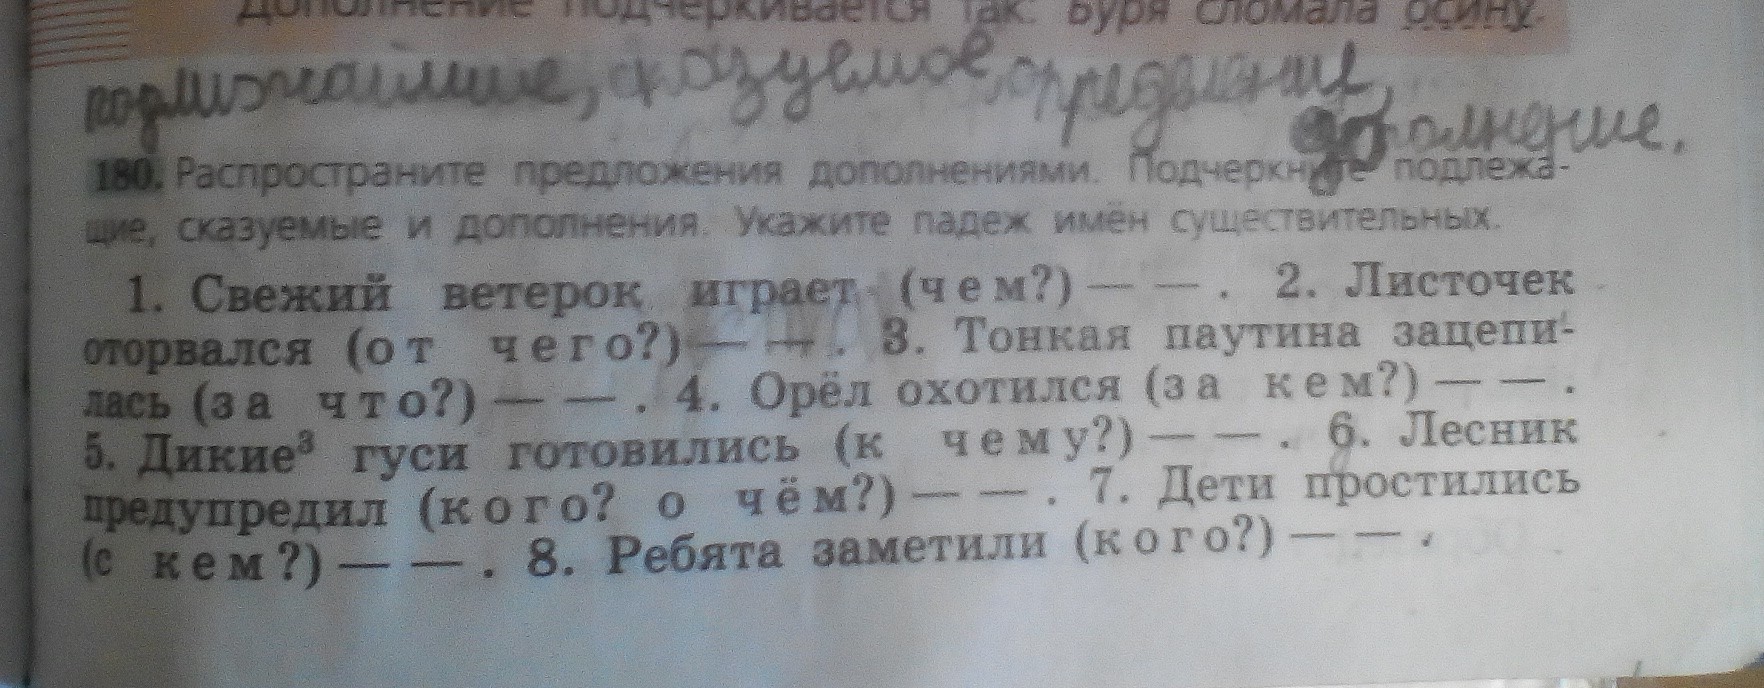 Дополнение подчёркивается так: Буря сломала осину.
подлижайшие, сказуемое, определение,
дополнение.
180. Распространите предложения дополнениями. Подчеркните подлежа-
щие, сказуемые и дополнения. Укажите падеж имён существительных.
1. Свежий ветерок играет (чем?) — — . 2. Листочек
оторвался (от чего?) — — . 3. Тонкая паутина зацепи-
лась (за что?) — — . 4. Орёл охотился (за кем?) — — .
5. Дикие³ гуси готовились (к чему?) — — . 6. Лесник
предупредил (кого? о чём?) — — . 7. Дети простились
(с кем?) — — . 8. Ребята заметили (кого?) — — .